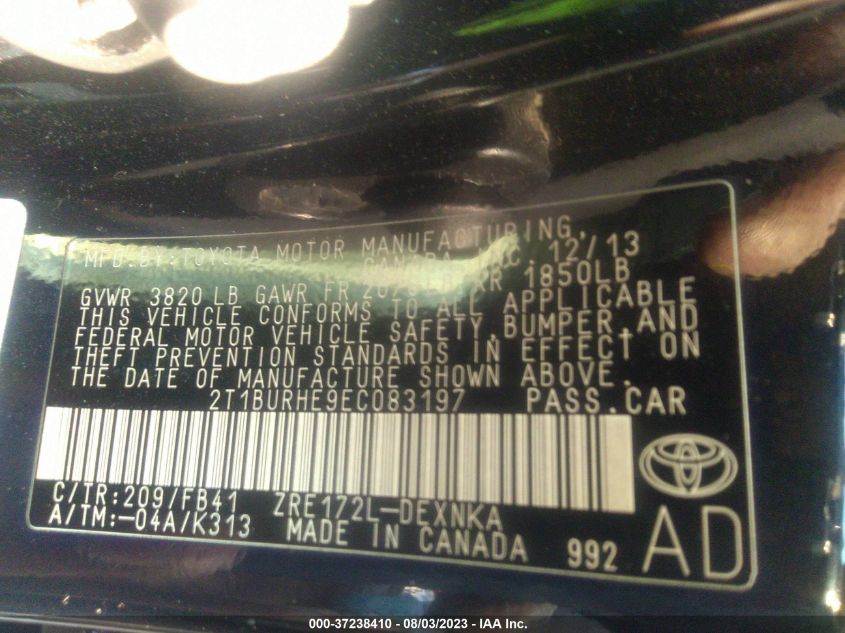 MFD.BY:TOYOTA MOTOR MANUFACTURING,
CANADA INC. 12/13
GVWR 3820 LB GAWR FR RR 1850LB
THIS VEHICLE CONFORMS TO ALL APPLICABLE
FEDERAL MOTOR VEHICLE SAFETY,BUMPER,AND
THEFT PREVENTION STANDARDS IN EFFECT ON
THE DATE OF MANUFACTURE SHOWN ABOVE.
2T1BURHE9EC083197 PASS.CAR
C/TR:209/FB41 ZRE172L-DEXNKA
A/TM:-04A/K313 MADE IN CANADA 992 AD
000-37238410 - 08/03/2023 - IAA Inc.